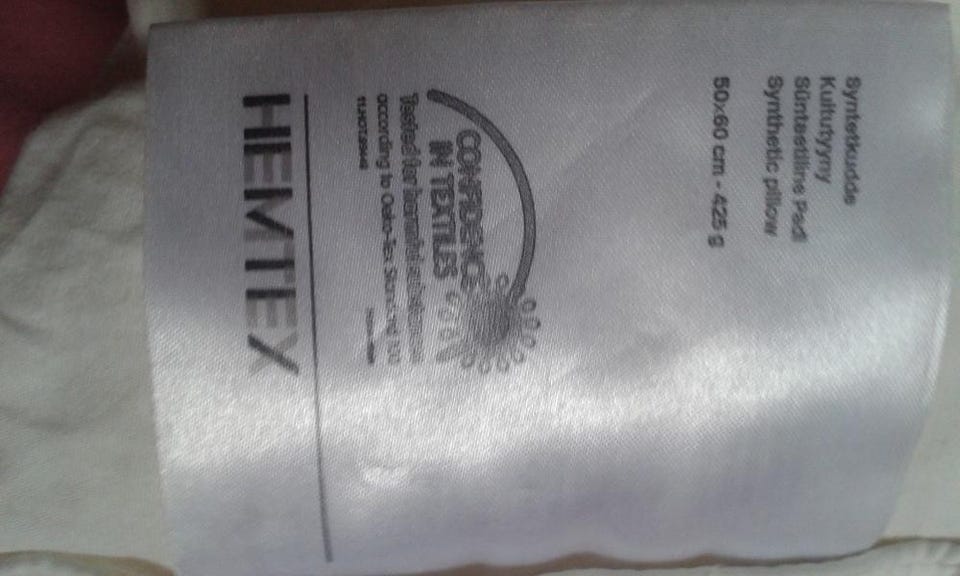 Syntetkudde
Kuitutyyny
Sünteetiline Padi
Synthetic pillow
50x60 cm - 425 g
CONFIDENCE
IN TEXTILES
Tested for harmful substances
according to Oeko-Tex Standard 100
HEMTEX